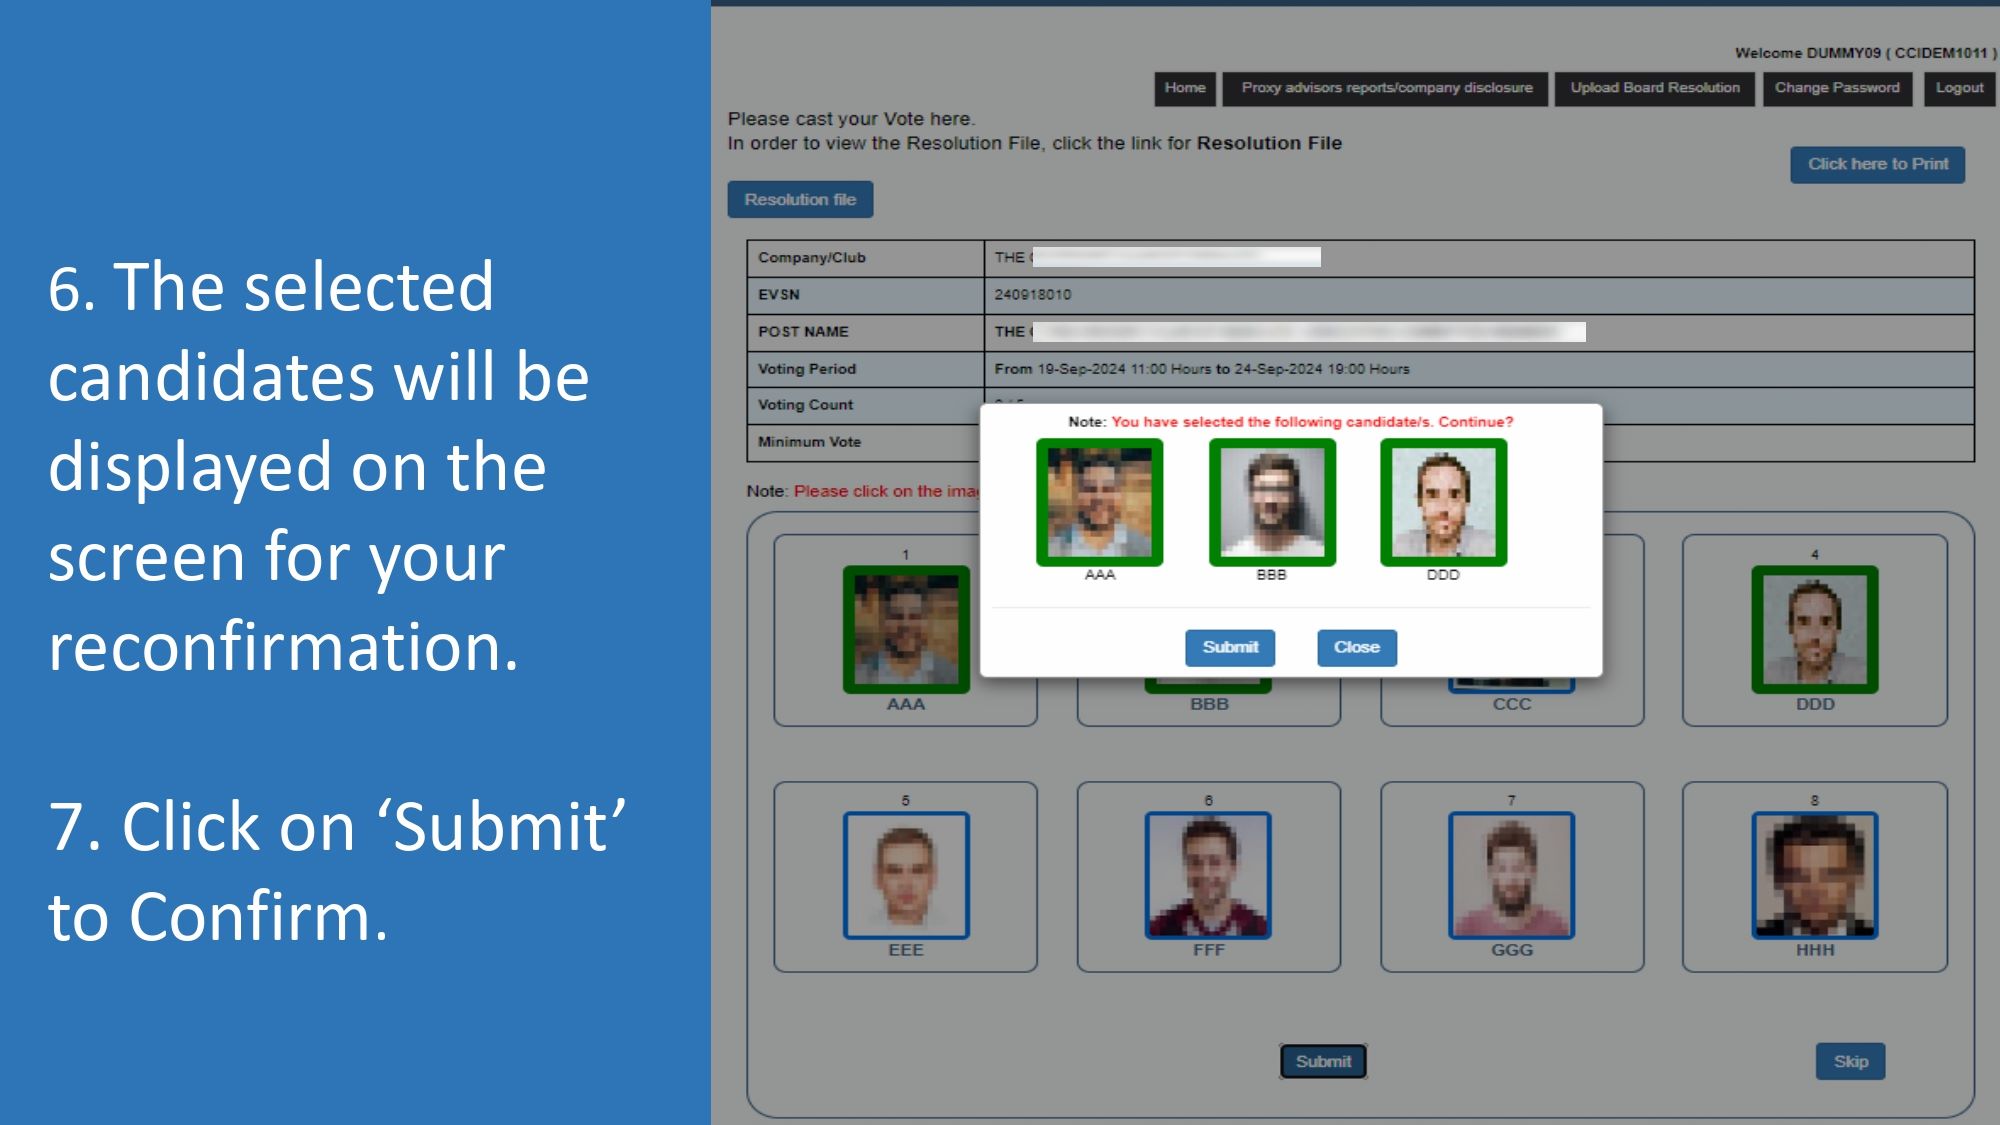 6. The selected
candidates will be
displayed on the
screen for your
reconfirmation.
7. Click on ‘Submit’
to Confirm.
Welcome DUMMY09 ( CCIDEM1011 )
Home Proxy advisors reports/company disclosure Upload Board Resolution Change Password Logout
Please cast your Vote here.
In order to view the Resolution File, click the link for Resolution File
Click here to Print
Resolution file
Company/Club THE
EVSN 240918010
POST NAME THE
Voting Period From 19-Sep-2024 11:00 Hours to 24-Sep-2024 19:00 Hours
Voting Count
Minimum Vote
Note: Please click on the
Note: You have selected the following candidate/s. Continue?
AAA BBB DDD
Submit Close
1 4
AAA BBB CCC DDD
5 6 7 8
EEE FFF GGG HHH
Submit Skip